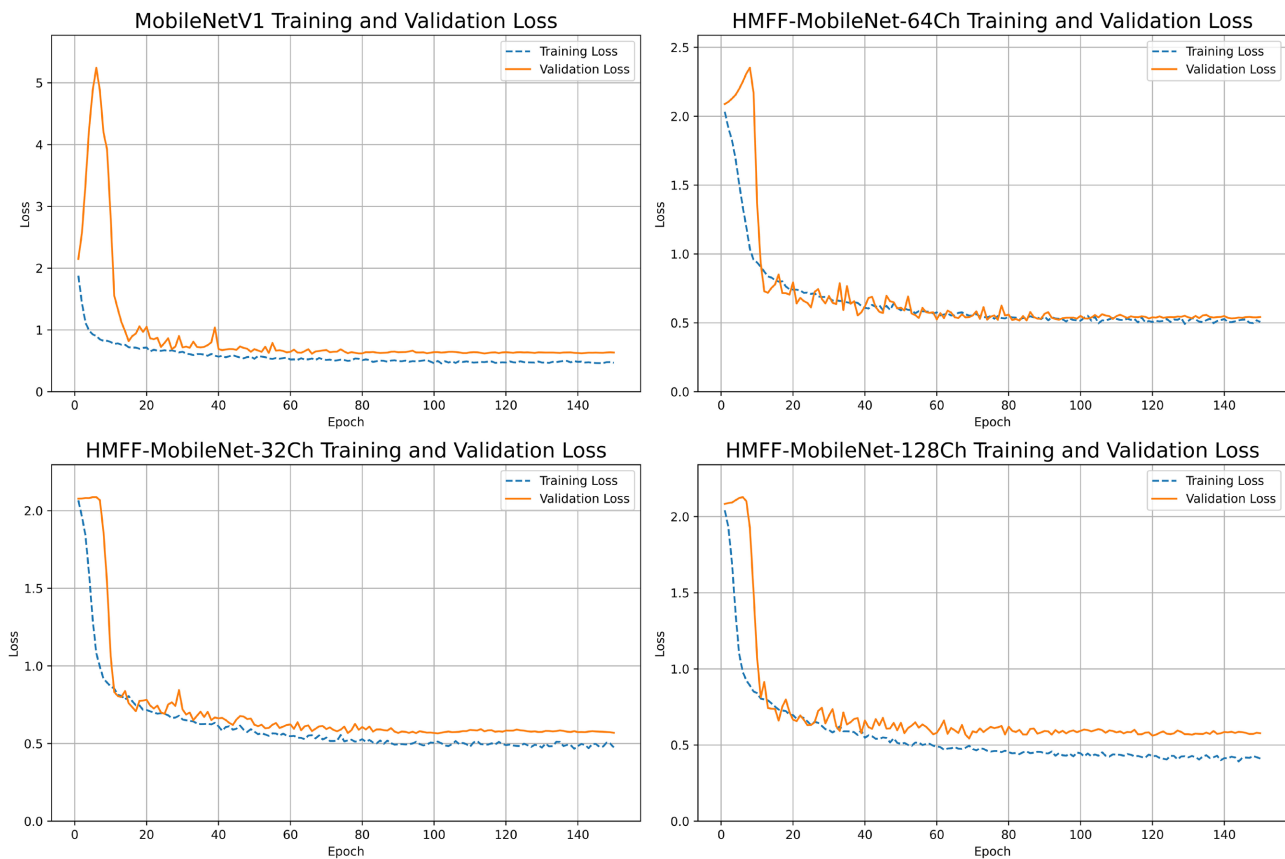 MobileNetV1 Training and Validation Loss
Training Loss
Validation Loss
5
4
3
2
1
0
Loss
0 20 40 60 80 100 120 140
Epoch
HMFF-MobileNet-64Ch Training and Validation Loss
Training Loss
Validation Loss
2.5
2.0
1.5
1.0
0.5
0.0
Loss
0 20 40 60 80 100 120 140
Epoch
HMFF-MobileNet-32Ch Training and Validation Loss
Training Loss
Validation Loss
2.0
1.5
1.0
0.5
0.0
Loss
0 20 40 60 80 100 120 140
Epoch
HMFF-MobileNet-128Ch Training and Validation Loss
Training Loss
Validation Loss
2.0
1.5
1.0
0.5
0.0
Loss
0 20 40 60 80 100 120 140
Epoch